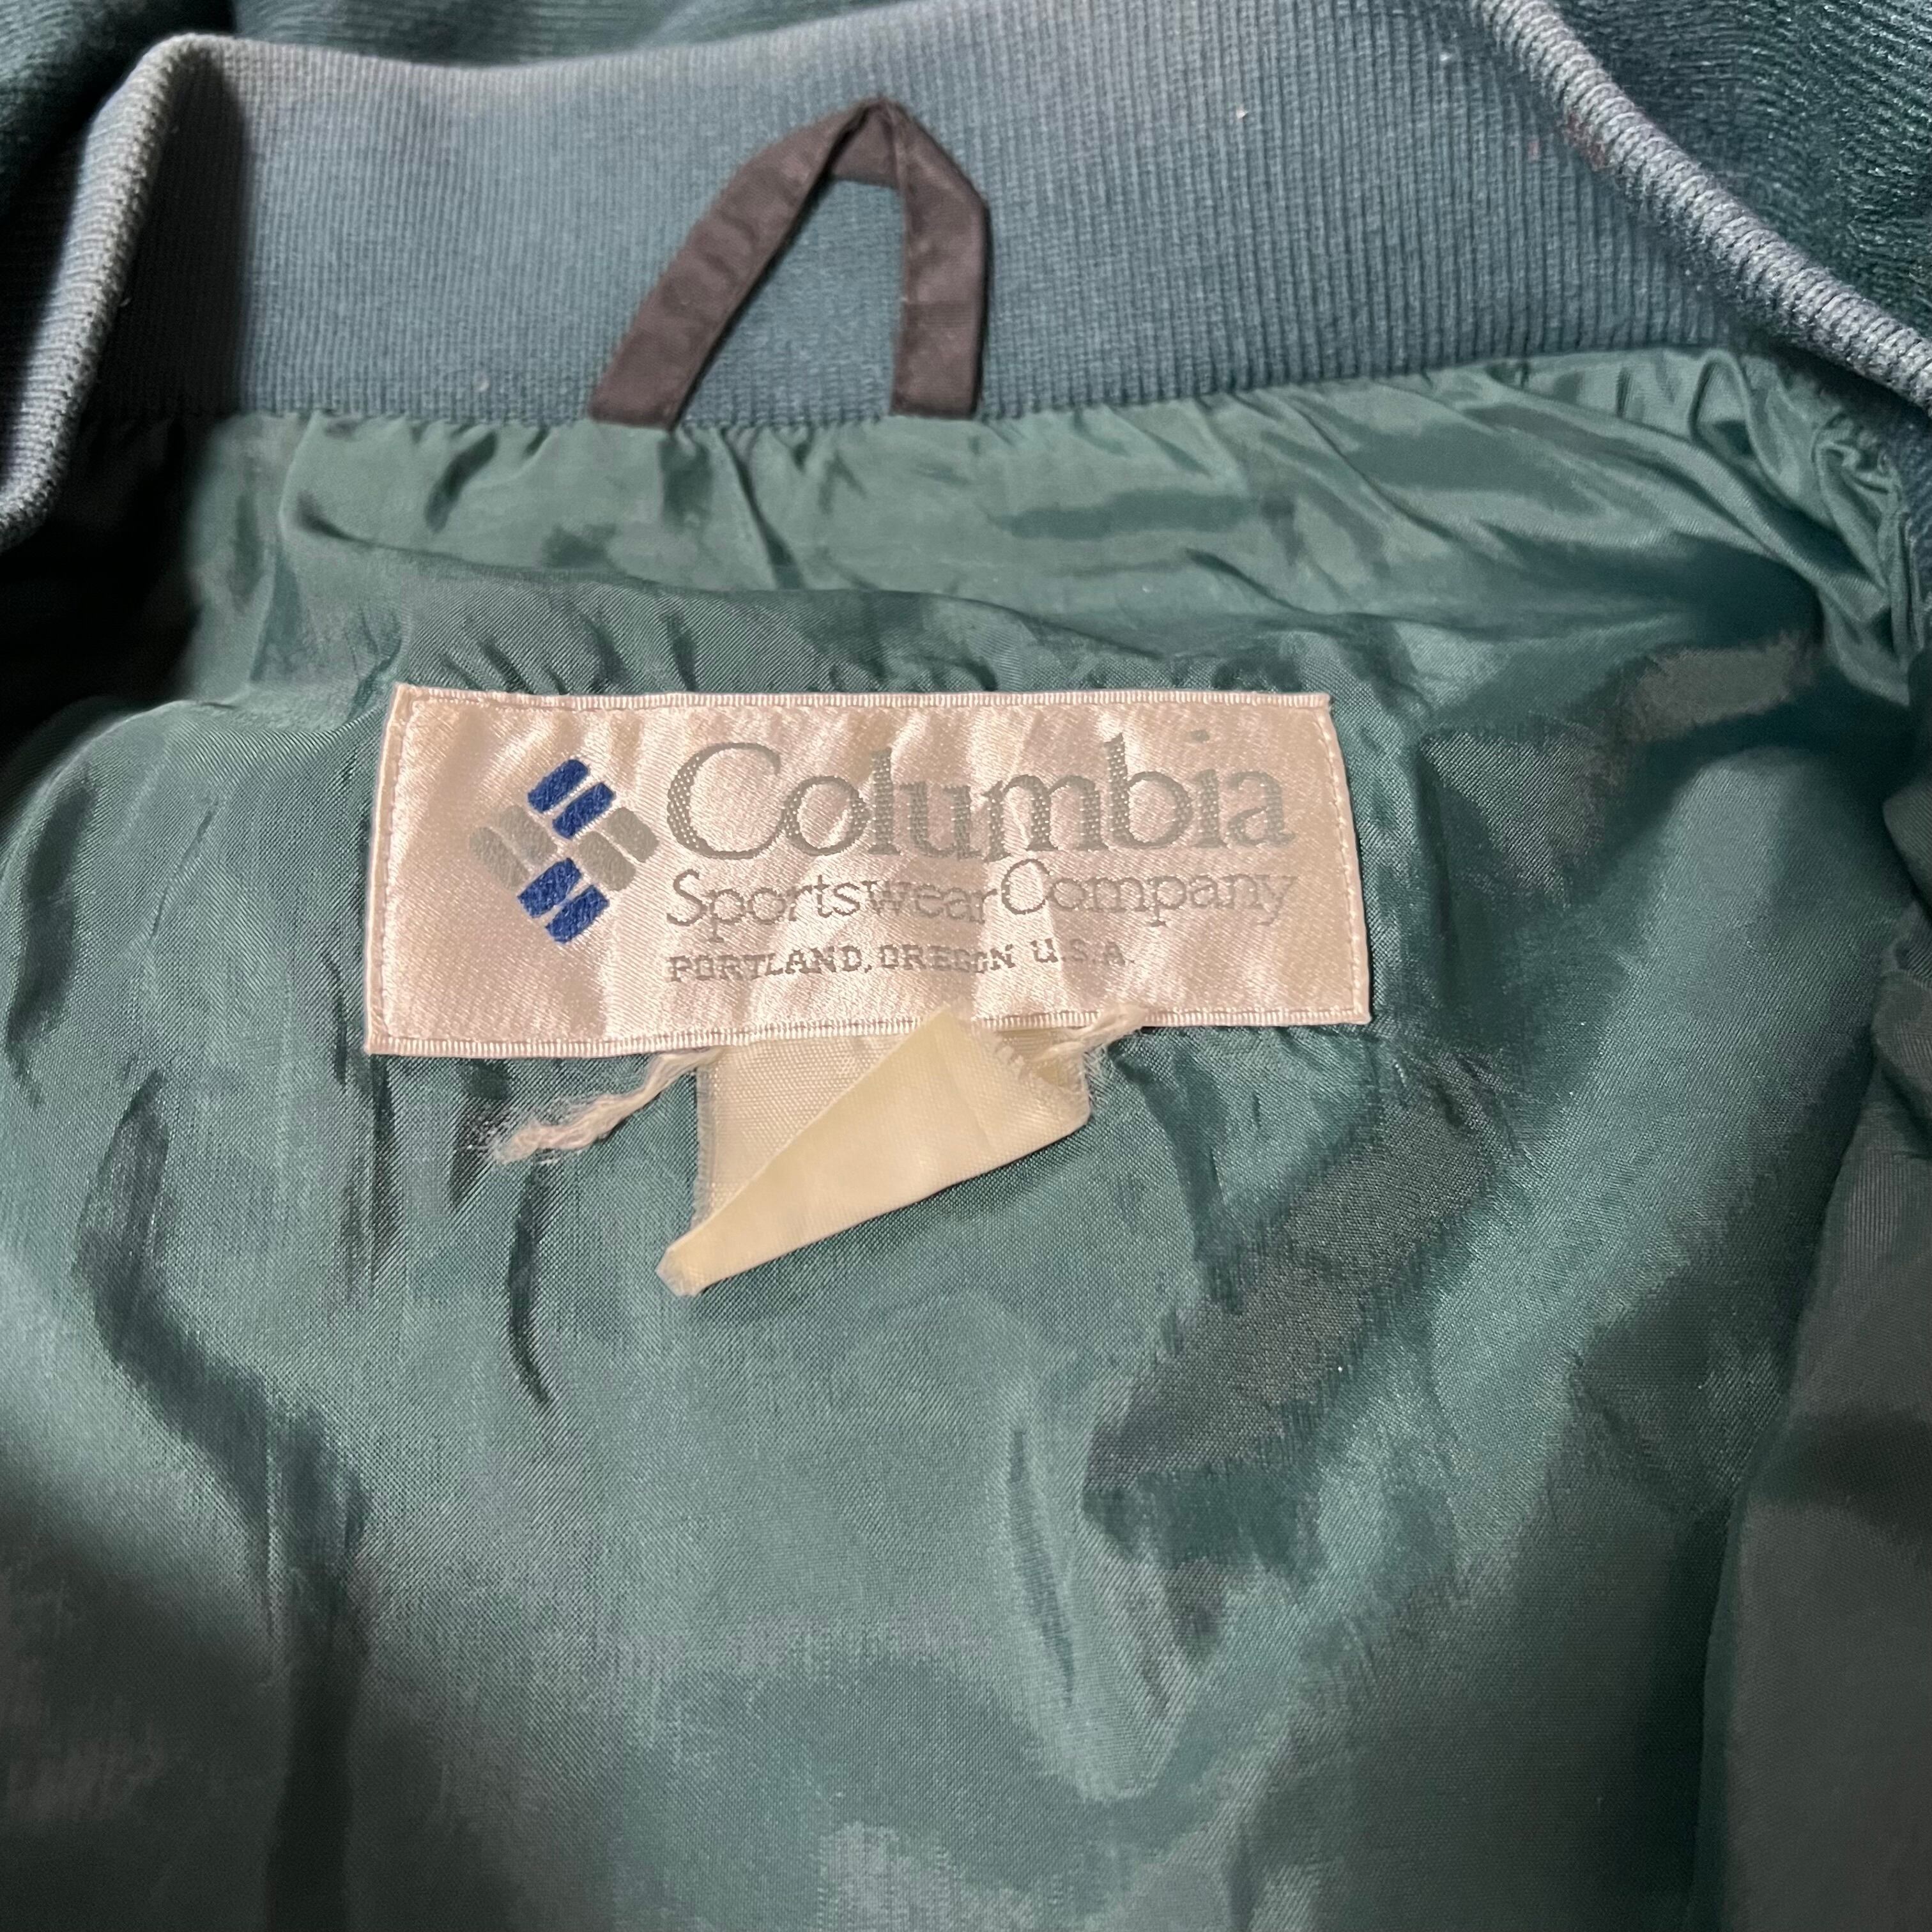 Columbia
Sportswear Company
PORTLAND, OREGON U.S.A.